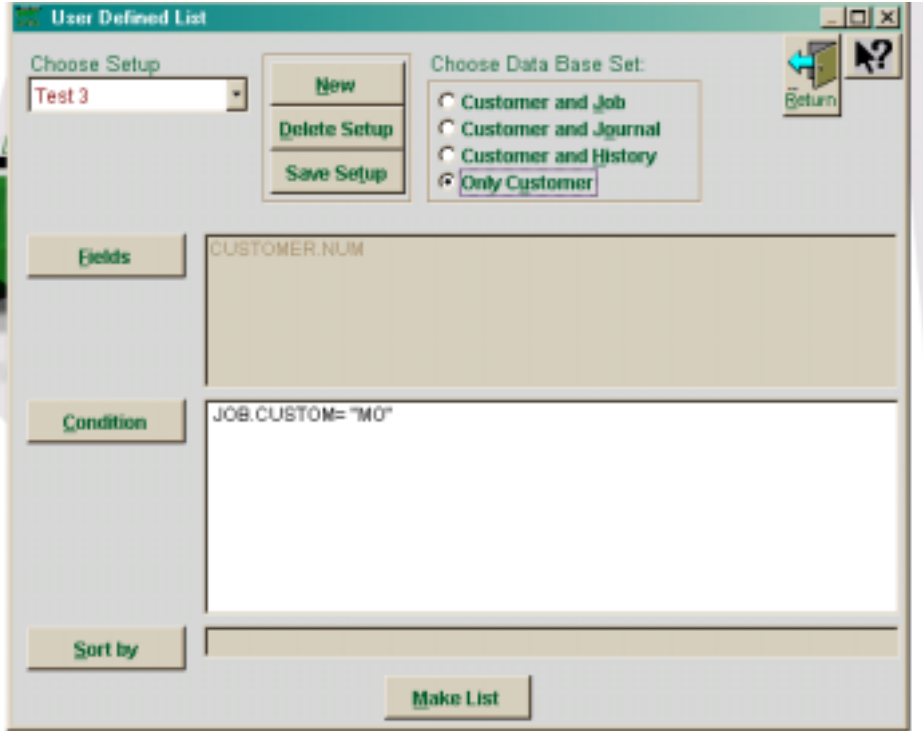 User Defined List
Choose Setup
Test 3
New
Delete Setup
Save Setup
Choose Data Base Set:
Customer and Job
Customer and Journal
Customer and History
Only Customer
Return
Fields
CUSTOMER.NUM
Condition
JOB.CUSTOM= "MO"
Sort by
Make List